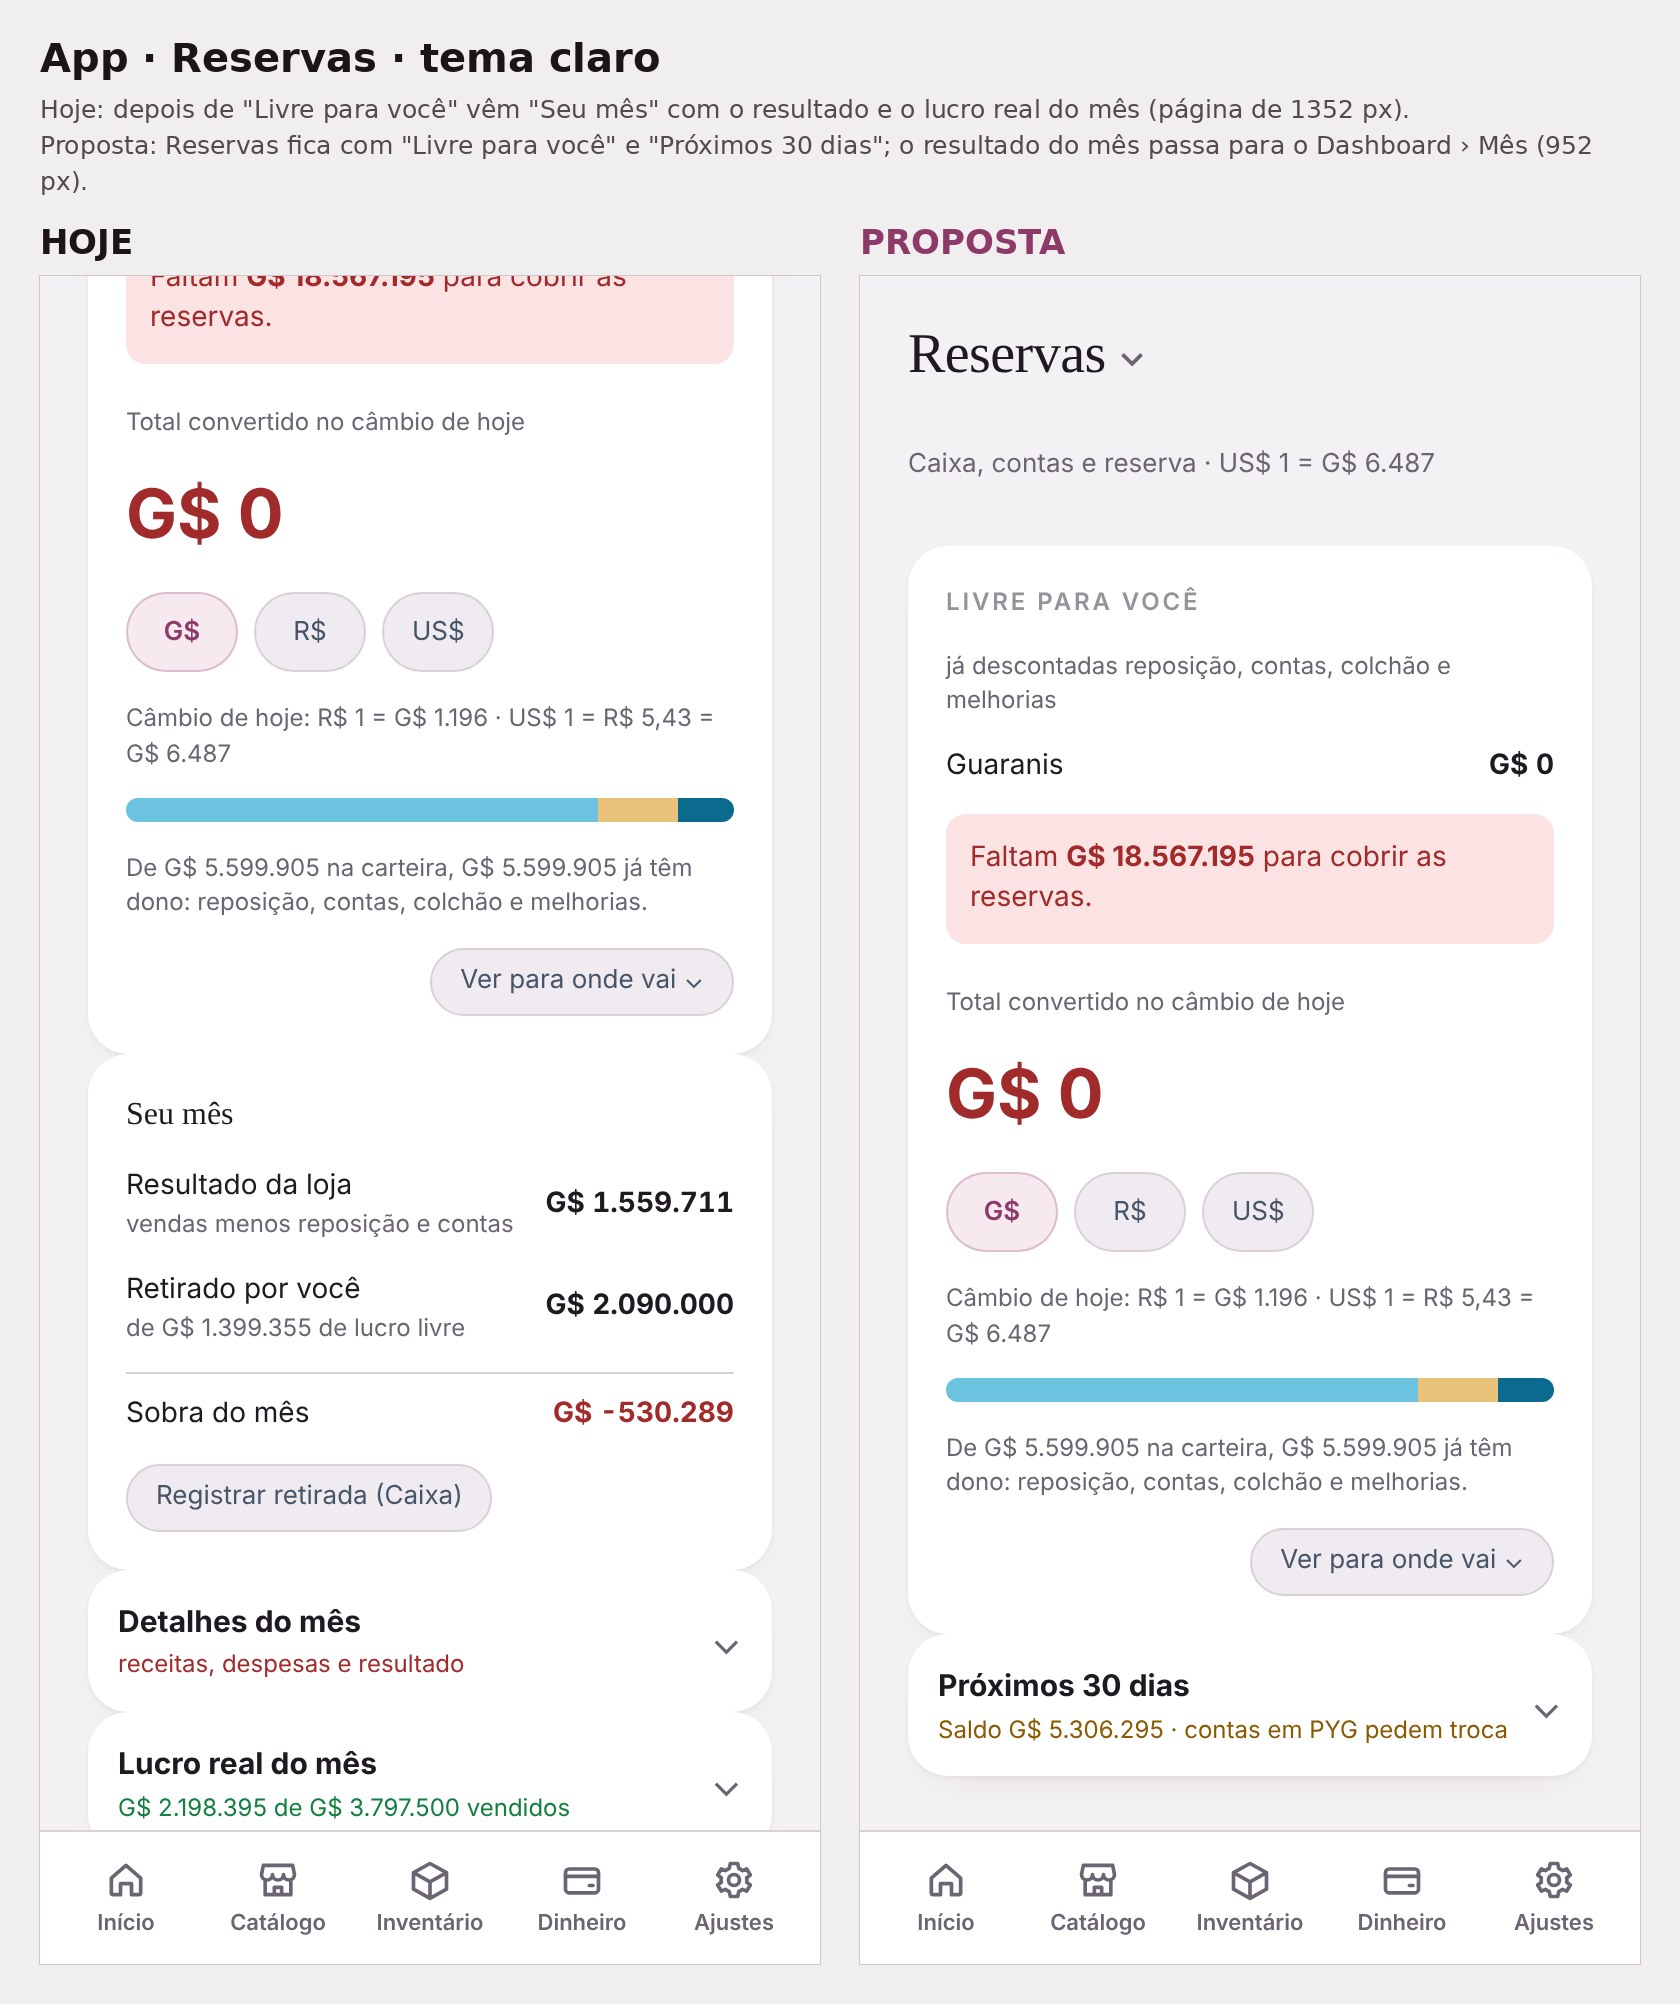 App · Reservas · tema claro
Hoje: depois de "Livre para você" vêm "Seu mês" com o resultado e o lucro real do mês (página de 1352 px).
Proposta: Reservas fica com "Livre para você" e "Próximos 30 dias"; o resultado do mês passa para o Dashboard › Mês (952
px).
HOJE
Faltam G$ 18.567.195 para cobrir as
reservas.
Total convertido no câmbio de hoje
G$ 0
G$
R$
US$
Câmbio de hoje: R$ 1 = G$ 1.196 · US$ 1 = R$ 5,43 =
G$ 6.487
De G$ 5.599.905 na carteira, G$ 5.599.905 já têm
dono: reposição, contas, colchão e melhorias.
Ver para onde vai
Seu mês
Resultado da loja
vendas menos reposição e contas
G$ 1.559.711
Retirado por você
de G$ 1.399.355 de lucro livre
G$ 2.090.000
Sobra do mês
G$ -530.289
Registrar retirada (Caixa)
Detalhes do mês
receitas, despesas e resultado
Lucro real do mês
G$ 2.198.395 de G$ 3.797.500 vendidos
Início
Catálogo
Inventário
Dinheiro
Ajustes
PROPOSTA
Reservas
Caixa, contas e reserva · US$ 1 = G$ 6.487
LIVRE PARA VOCÊ
já descontadas reposição, contas, colchão e
melhorias
Guaranis
G$ 0
Faltam G$ 18.567.195 para cobrir as
reservas.
Total convertido no câmbio de hoje
G$ 0
G$
R$
US$
Câmbio de hoje: R$ 1 = G$ 1.196 · US$ 1 = R$ 5,43 =
G$ 6.487
De G$ 5.599.905 na carteira, G$ 5.599.905 já têm
dono: reposição, contas, colchão e melhorias.
Ver para onde vai
Próximos 30 dias
Saldo G$ 5.306.295 · contas em PYG pedem troca
Início
Catálogo
Inventário
Dinheiro
Ajustes